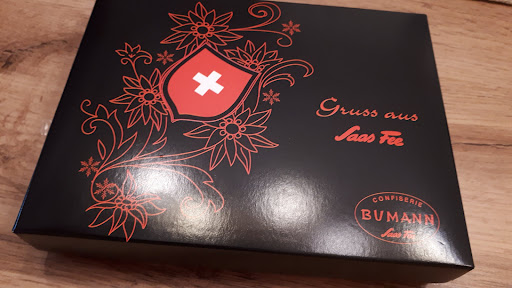 Gruss aus
Saas Fee
CONFISERIE
BUMANN
Saas Fee